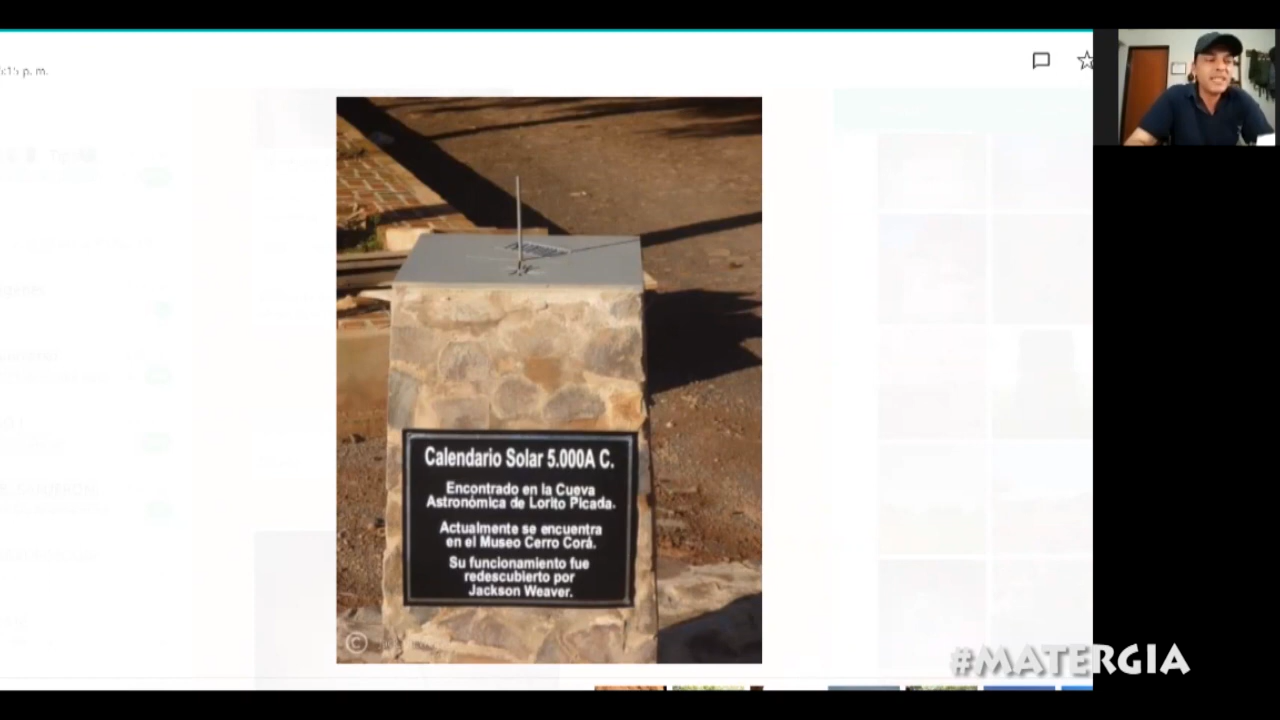 p. m.
Calendario Solar 5.000A C.
Encontrado en la Cueva
Astronómica de Lorito Picada.
Actualmente se encuentra
en el Museo Cerro Corá.
Su funcionamiento fue
redescubierto por
Jackson Weaver.
©
#MATERGIA